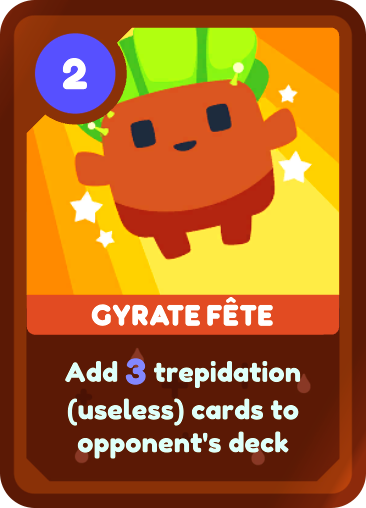 2
GYRATE FÊTE
Add 3 trepidation
(useless) cards to
opponent's deck